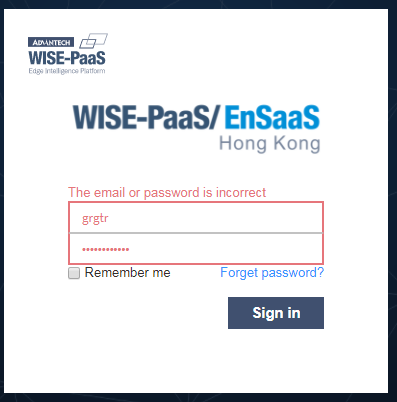 ADVANTECH
WISE-PaaS
Edge Intelligence Platform
WISE-PaaS/ EnSaaS
Hong Kong
The email or password is incorrect
grgtr
••••••••••••
Remember me Forget password?
Sign in